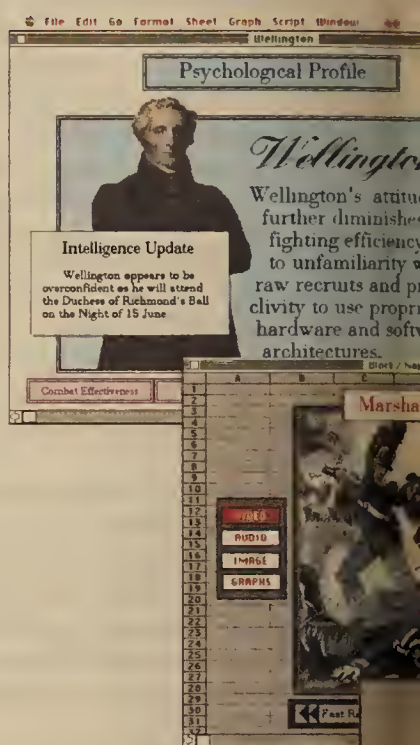 File Edit Go Format Sheet Graph Script Window
Wellington
Psychological Profile
Wellington
Wellington's attitu
further diminishe
fighting efficiency
to unfamiliarity w
raw recruits and pr
clivity to use propri
hardware and softw
architectures.
Intelligence Update
Wellington appears to be
overconfident as he will attend
the Duchess of Richmond's Ball
on the Night of 15 June
Combat Effectiveness
A B C
Marsha
1
2
3
4
5
6
7
8
9
10
11
12
13
14
15
16
17
18
19
20
21
22
23
24
25
26
27
28
29
30
31
AUDIO
IMAGE
GRAPHS
Fast R